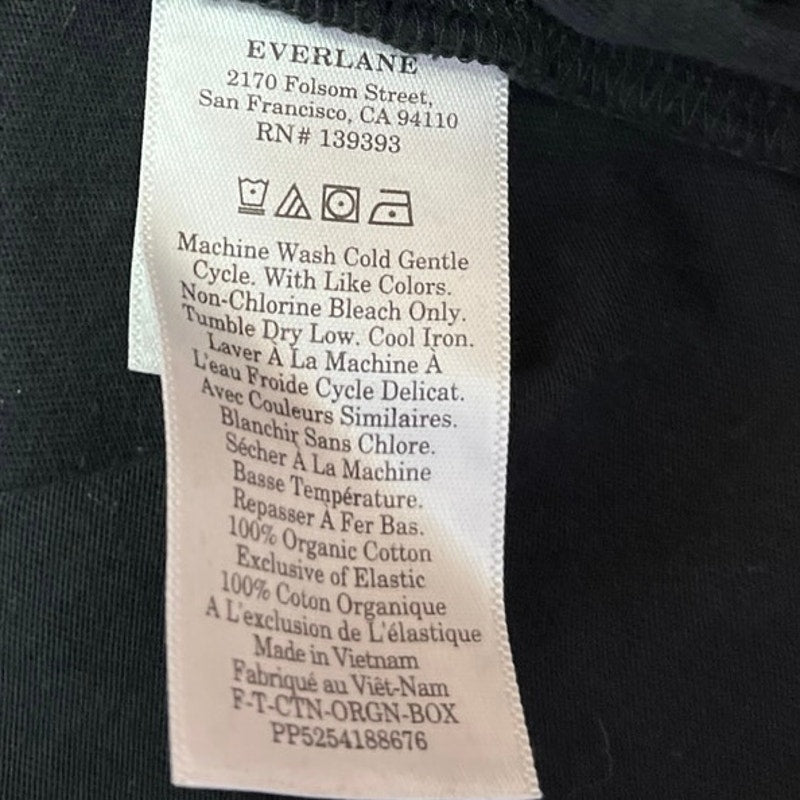 EVERLANE
2170 Folsom Street,
San Francisco, CA 94110
RN# 139393
Machine Wash Cold Gentle
Cycle. With Like Colors.
Non-Chlorine Bleach Only.
Tumble Dry Low. Cool Iron.
Laver À La Machine À
L'eau Froide Cycle Delicat.
Avec Couleurs Similaires.
Blanchir Sans Chlore.
Sécher À La Machine
Basse Température.
Repasser À Fer Bas.
100% Organic Cotton
Exclusive of Elastic
100% Coton Organique
A L'exclusion de L'élastique
Made in Vietnam
Fabriqué au Viêt-Nam
F-T-CTN-ORGN-BOX
PP5254188676